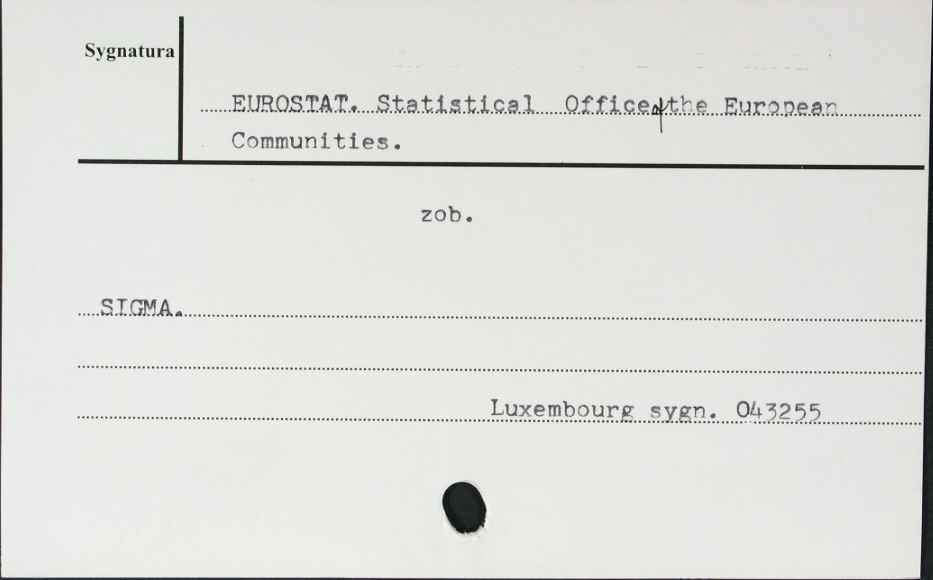 Sygnatura
EUROSTAT. Statistical Office of the European
Communities.
zob.
SIGMA.
Luxembourg sygn. 043255